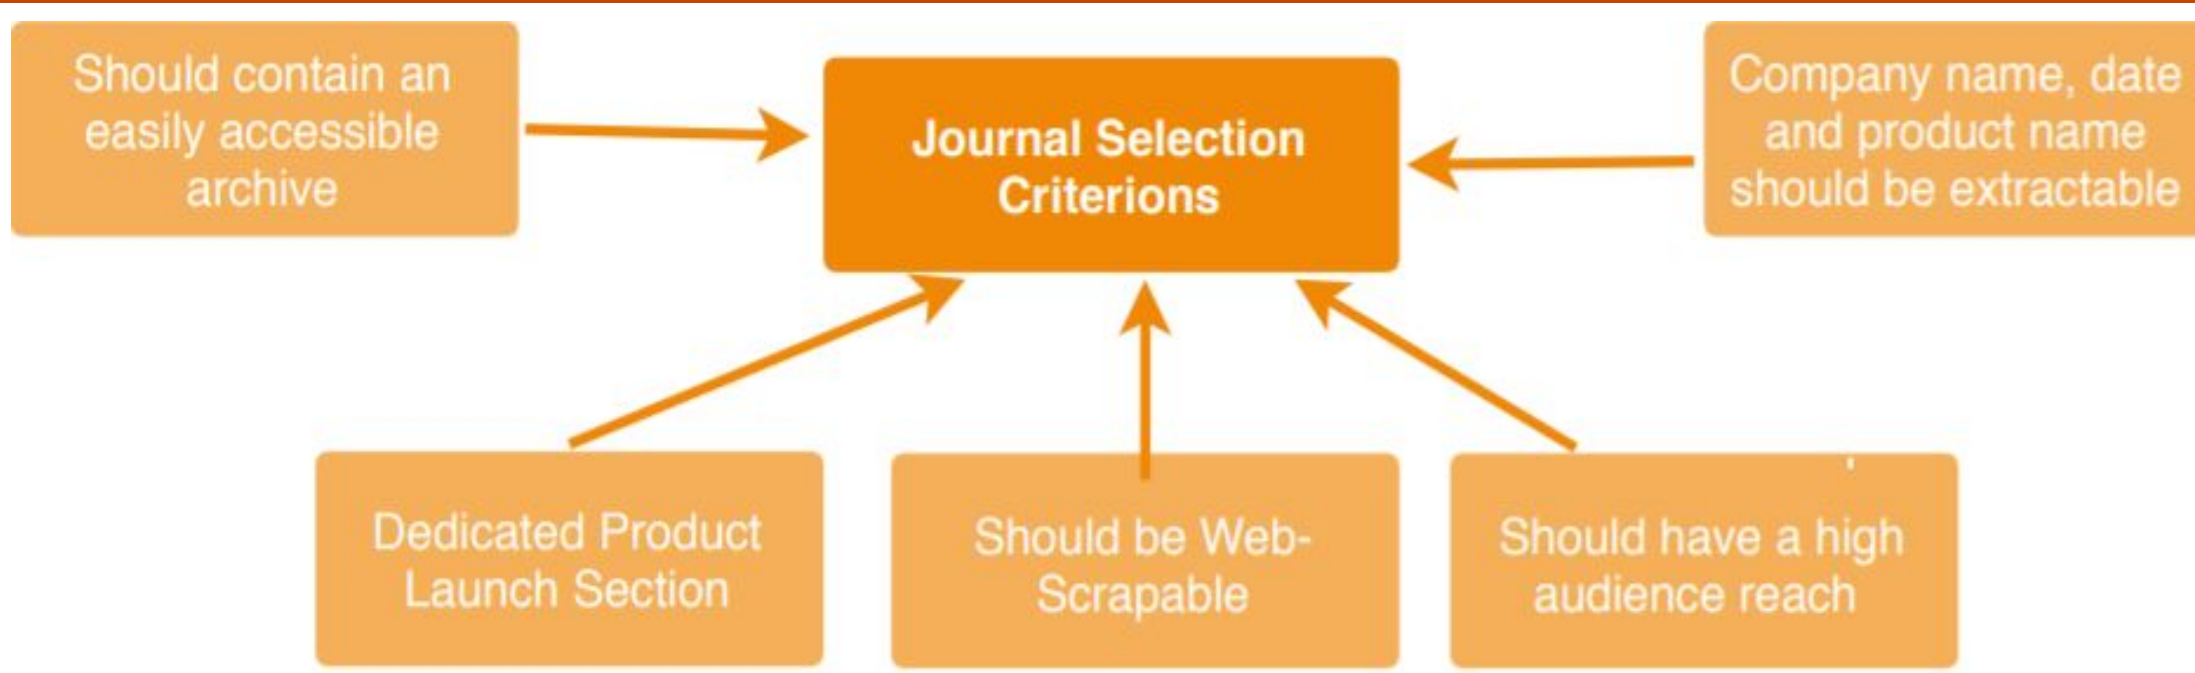 Should contain an
easily accessible
archive
Journal Selection
Criterions
Company name, date
and product name
should be extractable
Dedicated Product
Launch Section
Should be Web-
Scrapable
Should have a high
audience reach